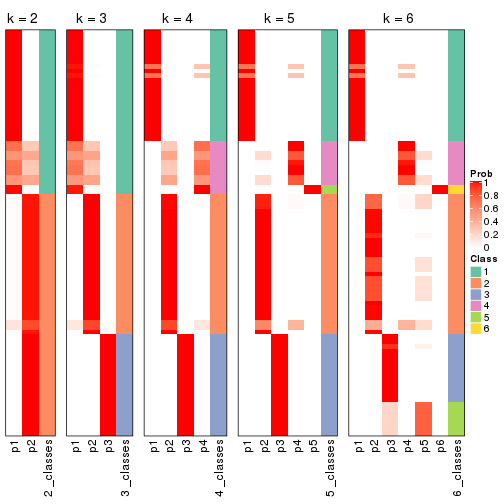 k = 2
k = 3
k = 4
k = 5
k = 6
p1
p2
2_classes
p1
p2
p3
3_classes
p1
p2
p3
p4
4_classes
p1
p2
p3
p4
p5
5_classes
p1
p2
p3
p4
p5
p6
6_classes
Prob
1
0.8
0.6
0.4
0.2
0
Class
1
2
3
4
5
6